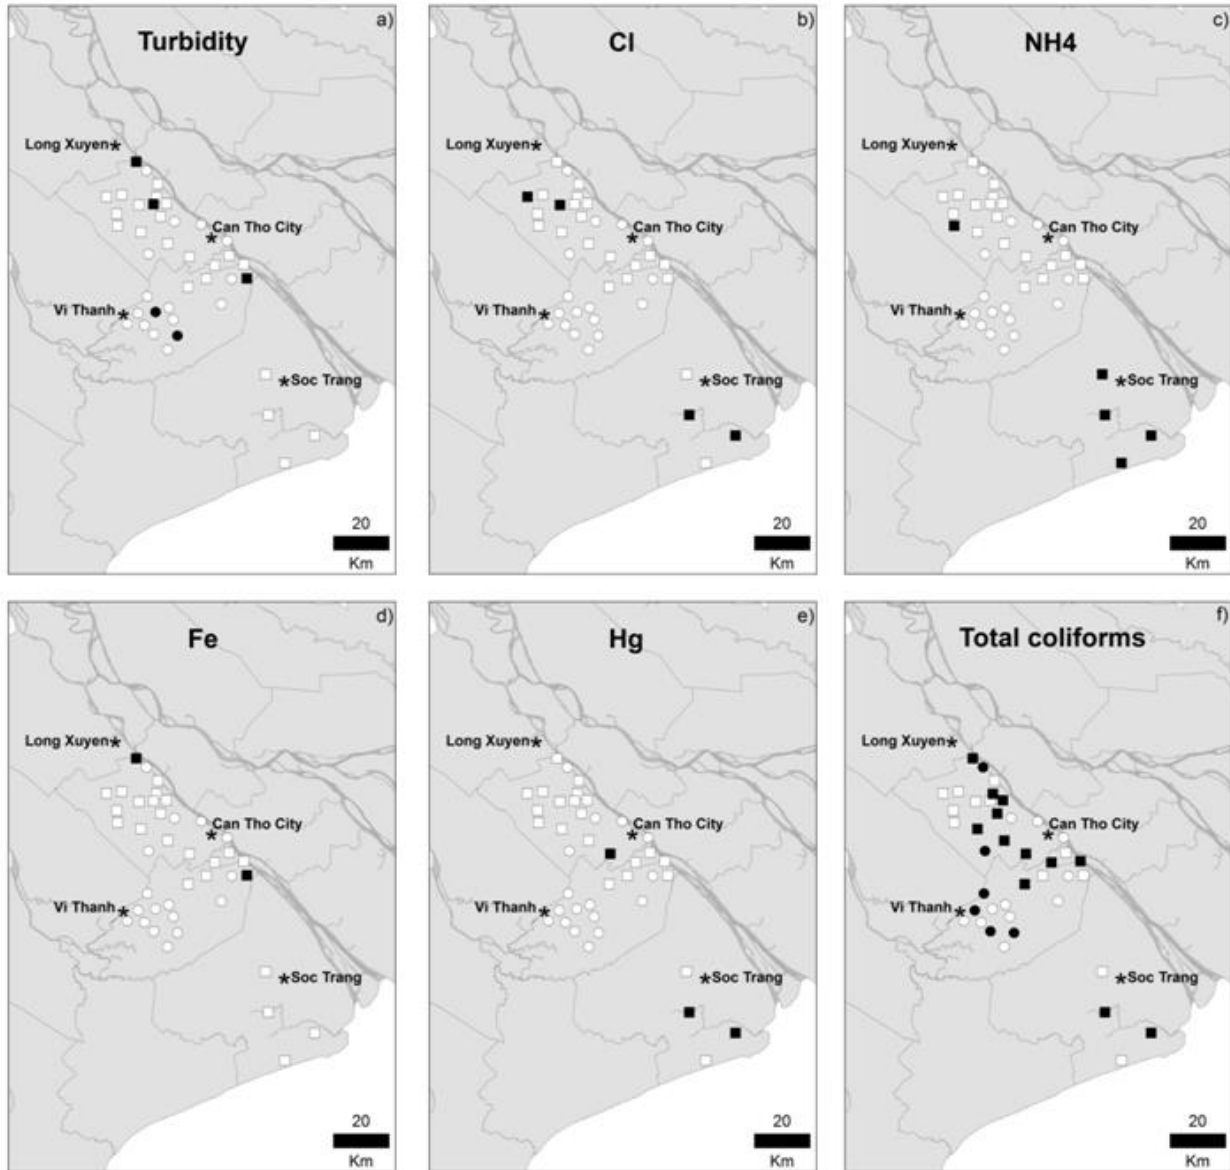 a)
Turbidity
Long Xuyen
Can Tho City
Vi Thanh
Soc Trang
20
Km
b)
Cl
Long Xuyen
Can Tho City
Vi Thanh
Soc Trang
20
Km
c)
NH4
Long Xuyen
Can Tho City
Vi Thanh
Soc Trang
20
Km
d)
Fe
Long Xuyen
Can Tho City
Vi Thanh
Soc Trang
20
Km
e)
Hg
Long Xuyen
Can Tho City
Vi Thanh
Soc Trang
20
Km
f)
Total coliforms
Long Xuyen
Can Tho City
Vi Thanh
Soc Trang
20
Km